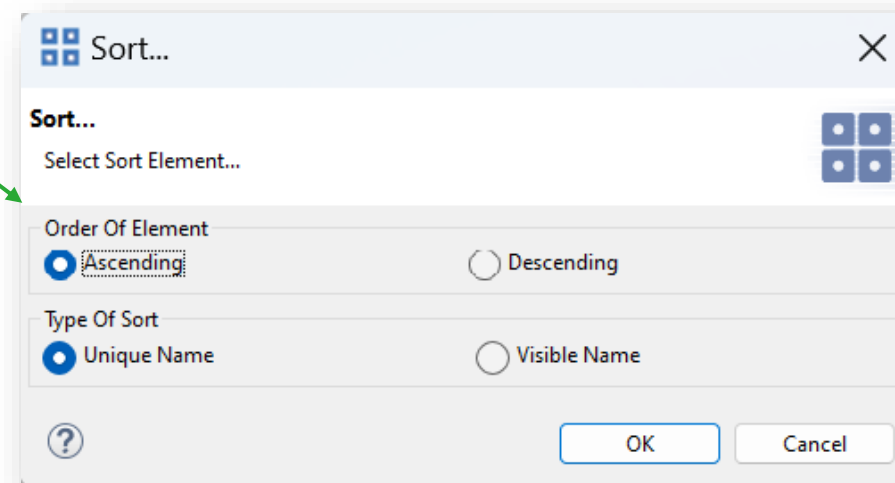 Sort...
Sort...
Select Sort Element...
Order Of Element
Ascending Descending
Type Of Sort
Unique Name Visible Name
? OK Cancel